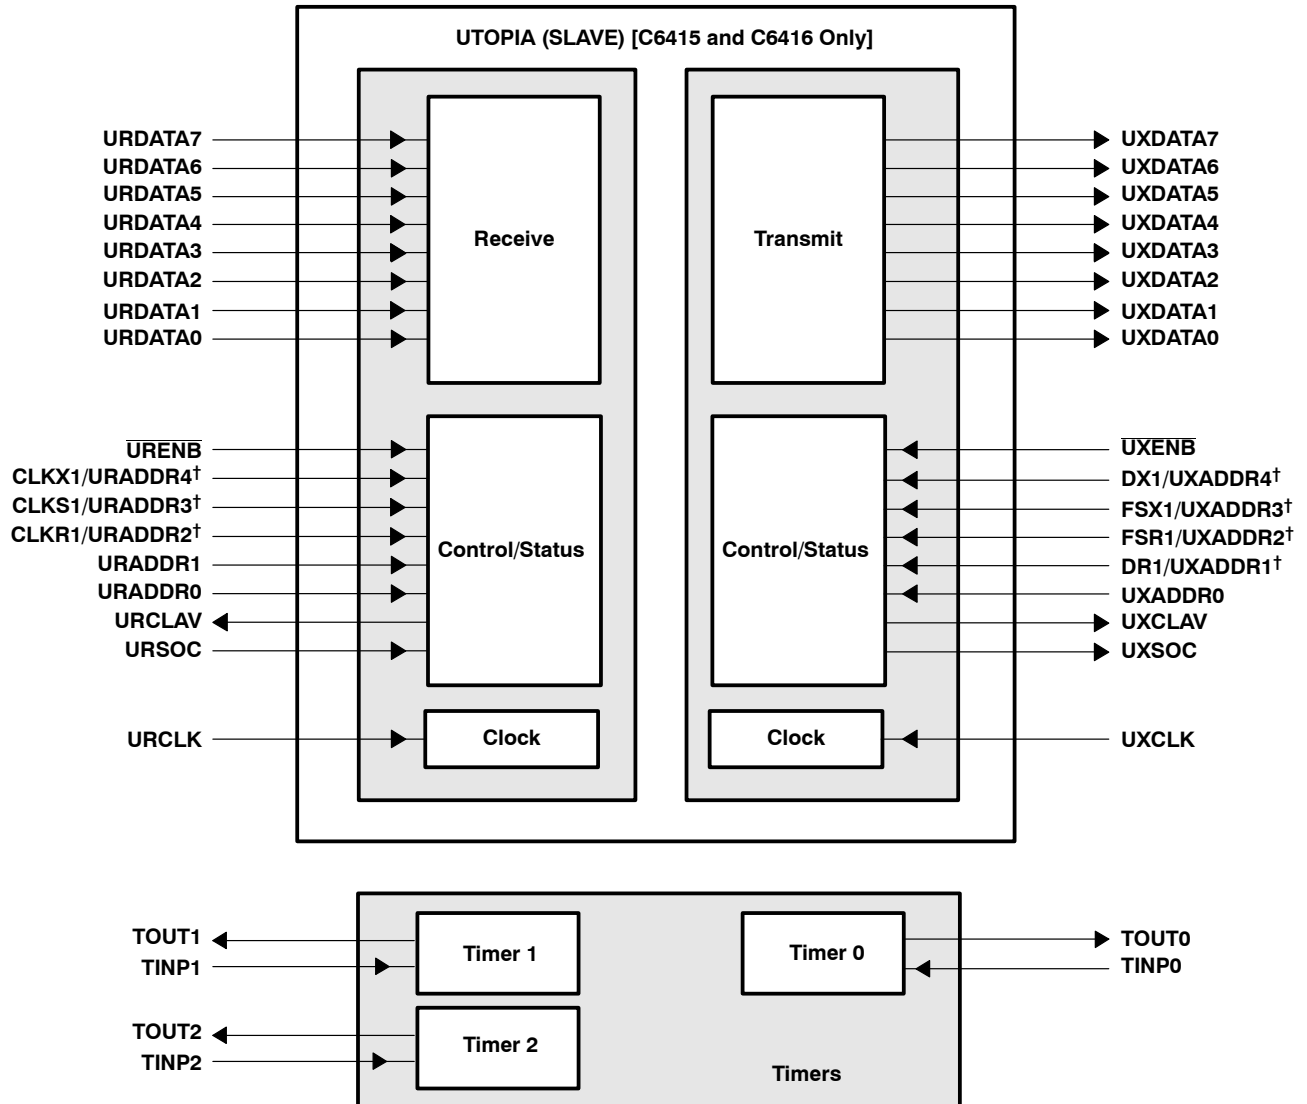 UTOPIA (SLAVE) [C6415 and C6416 Only]
URDATA7
URDATA6
URDATA5
URDATA4
URDATA3
URDATA2
URDATA1
URDATA0
Receive
Transmit
UXDATA7
UXDATA6
UXDATA5
UXDATA4
UXDATA3
UXDATA2
UXDATA1
UXDATA0
URENB
CLKX1/URADDR4†
CLKS1/URADDR3†
CLKR1/URADDR2†
URADDR1
URADDR0
URCLAV
URSOC
Control/Status
Control/Status
UXENB
DX1/UXADDR4†
FSX1/UXADDR3†
FSR1/UXADDR2†
DR1/UXADDR1†
UXADDR0
UXCLAV
UXSOC
URCLK
Clock
Clock
UXCLK
TOUT1
TINP1
Timer 1
Timer 0
TOUT0
TINP0
TOUT2
TINP2
Timer 2
Timers